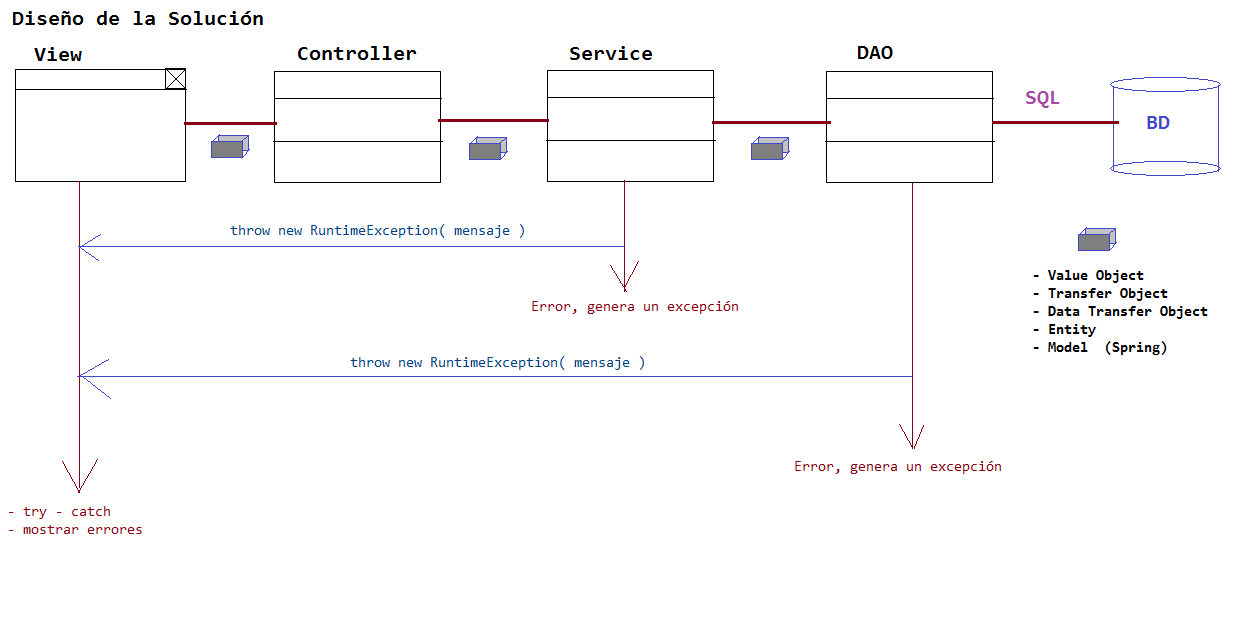 Diseño de la Solución
View
Controller
Service
DAO
SQL
BD
throw new RuntimeException( mensaje )
Error, genera un excepción
- Value Object
- Transfer Object
- Data Transfer Object
- Entity
- Model  (Spring)
throw new RuntimeException( mensaje )
Error, genera un excepción
- try - catch
- mostrar errores